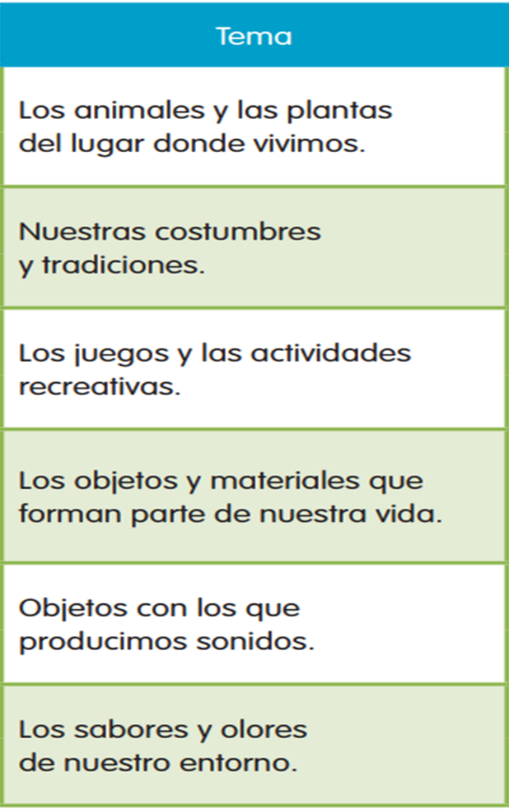 Tema
Los animales y las plantas
del lugar donde vivimos.
Nuestras costumbres
y tradiciones.
Los juegos y las actividades
recreativas.
Los objetos y materiales que
forman parte de nuestra vida.
Objetos con los que
producimos sonidos.
Los sabores y olores
de nuestro entorno.